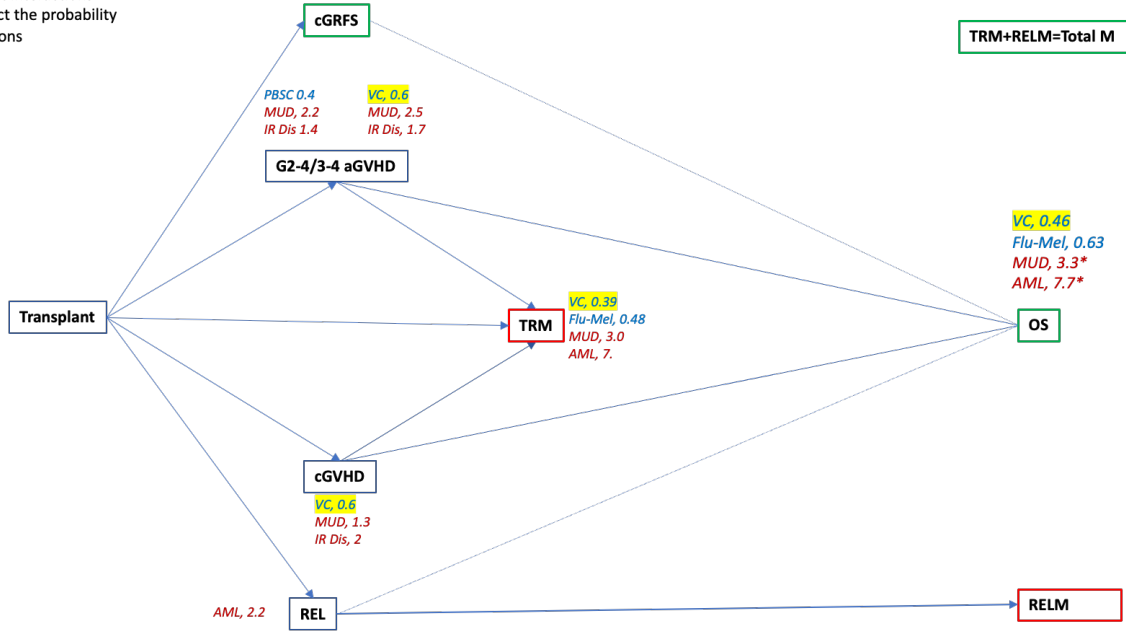 ct the probability
ons
cGRFS
TRM+RELM=Total M
PBSC 0.4
MUD, 2.2
IR Dis 1.4
VC, 0.6
MUD, 2.5
IR Dis, 1.7
G2-4/3-4 aGVHD
VC, 0.46
Flu-Mel, 0.63
MUD, 3.3*
AML, 7.7*
Transplant
TRM
VC, 0.39
Flu-Mel, 0.48
MUD, 3.0
AML, 7.
OS
cGVHD
VC, 0.6
MUD, 1.3
IR Dis, 2
AML, 2.2
REL
RELM